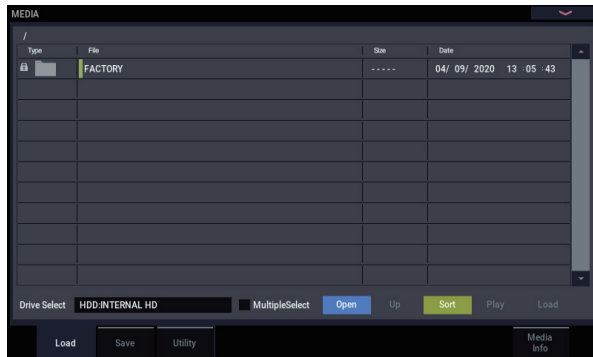 MEDIA
/
Type File Size Date
FACTORY ----- 04/ 09/ 2020 13 :05 :43
Drive Select HDD:INTERNAL HD MultipleSelect Open Up Sort Play Load
Load Save Utility Media
Info